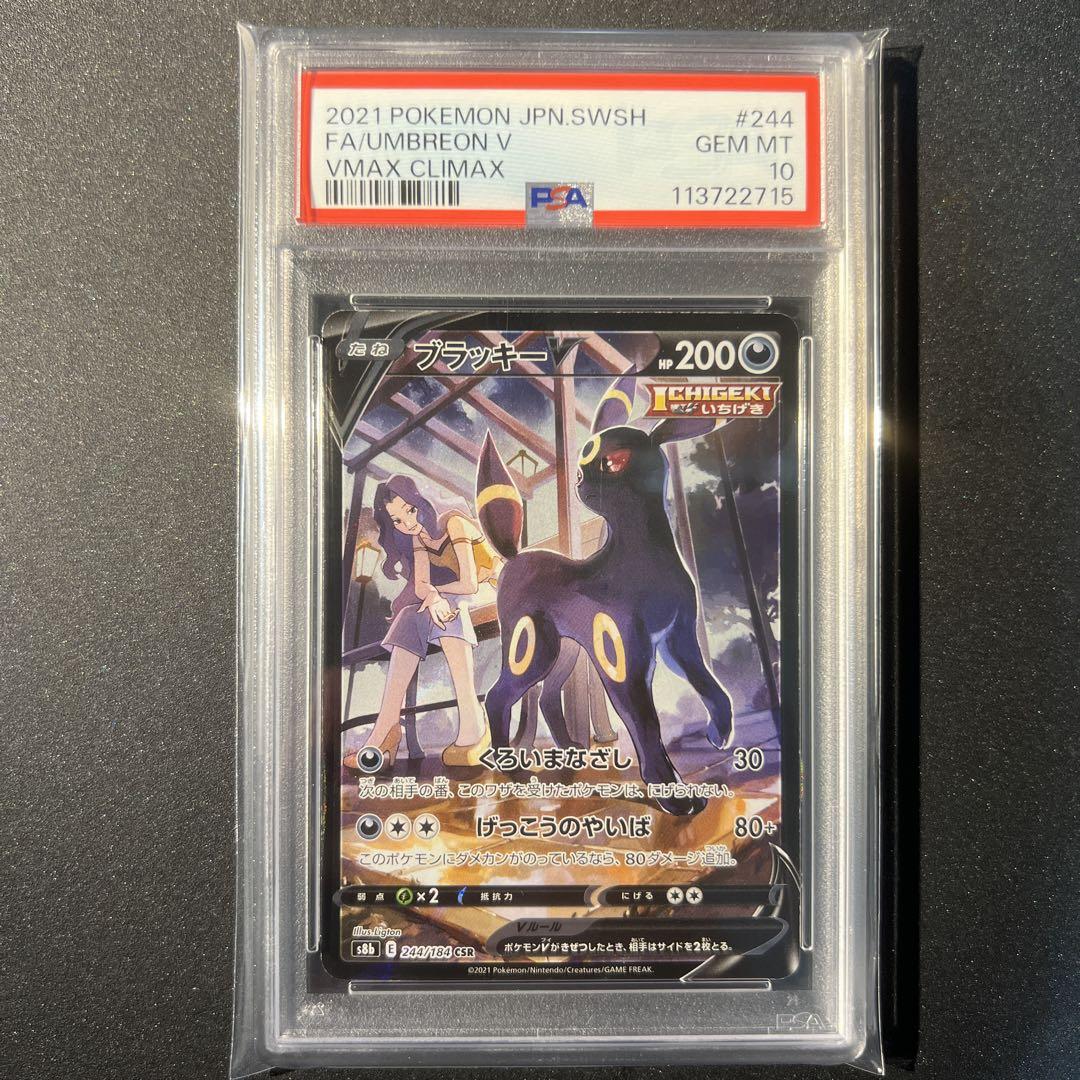 2021 POKEMON JPN.SWSH #244
FA/UMBREON V GEM MT
VMAX CLIMAX 10
PSA 113722715
たね ブラッキーV HP 200
ICHIGEKI
いちげき
くろいまなざし 30
次の相手の番、このワザを受けたポケモンは、にげられない。
げっこうのやいば 80+
このポケモンにダメカンがのっているなら、80ダメージ追加。
弱点 ×2 抵抗力 にげる
Vルール
ポケモンVがきぜつしたとき、相手はサイドを2枚とる。
Illus. Ligton
s8b E 244/184 CSR
©2021 Pokémon/Nintendo/Creatures/GAME FREAK.
PSA